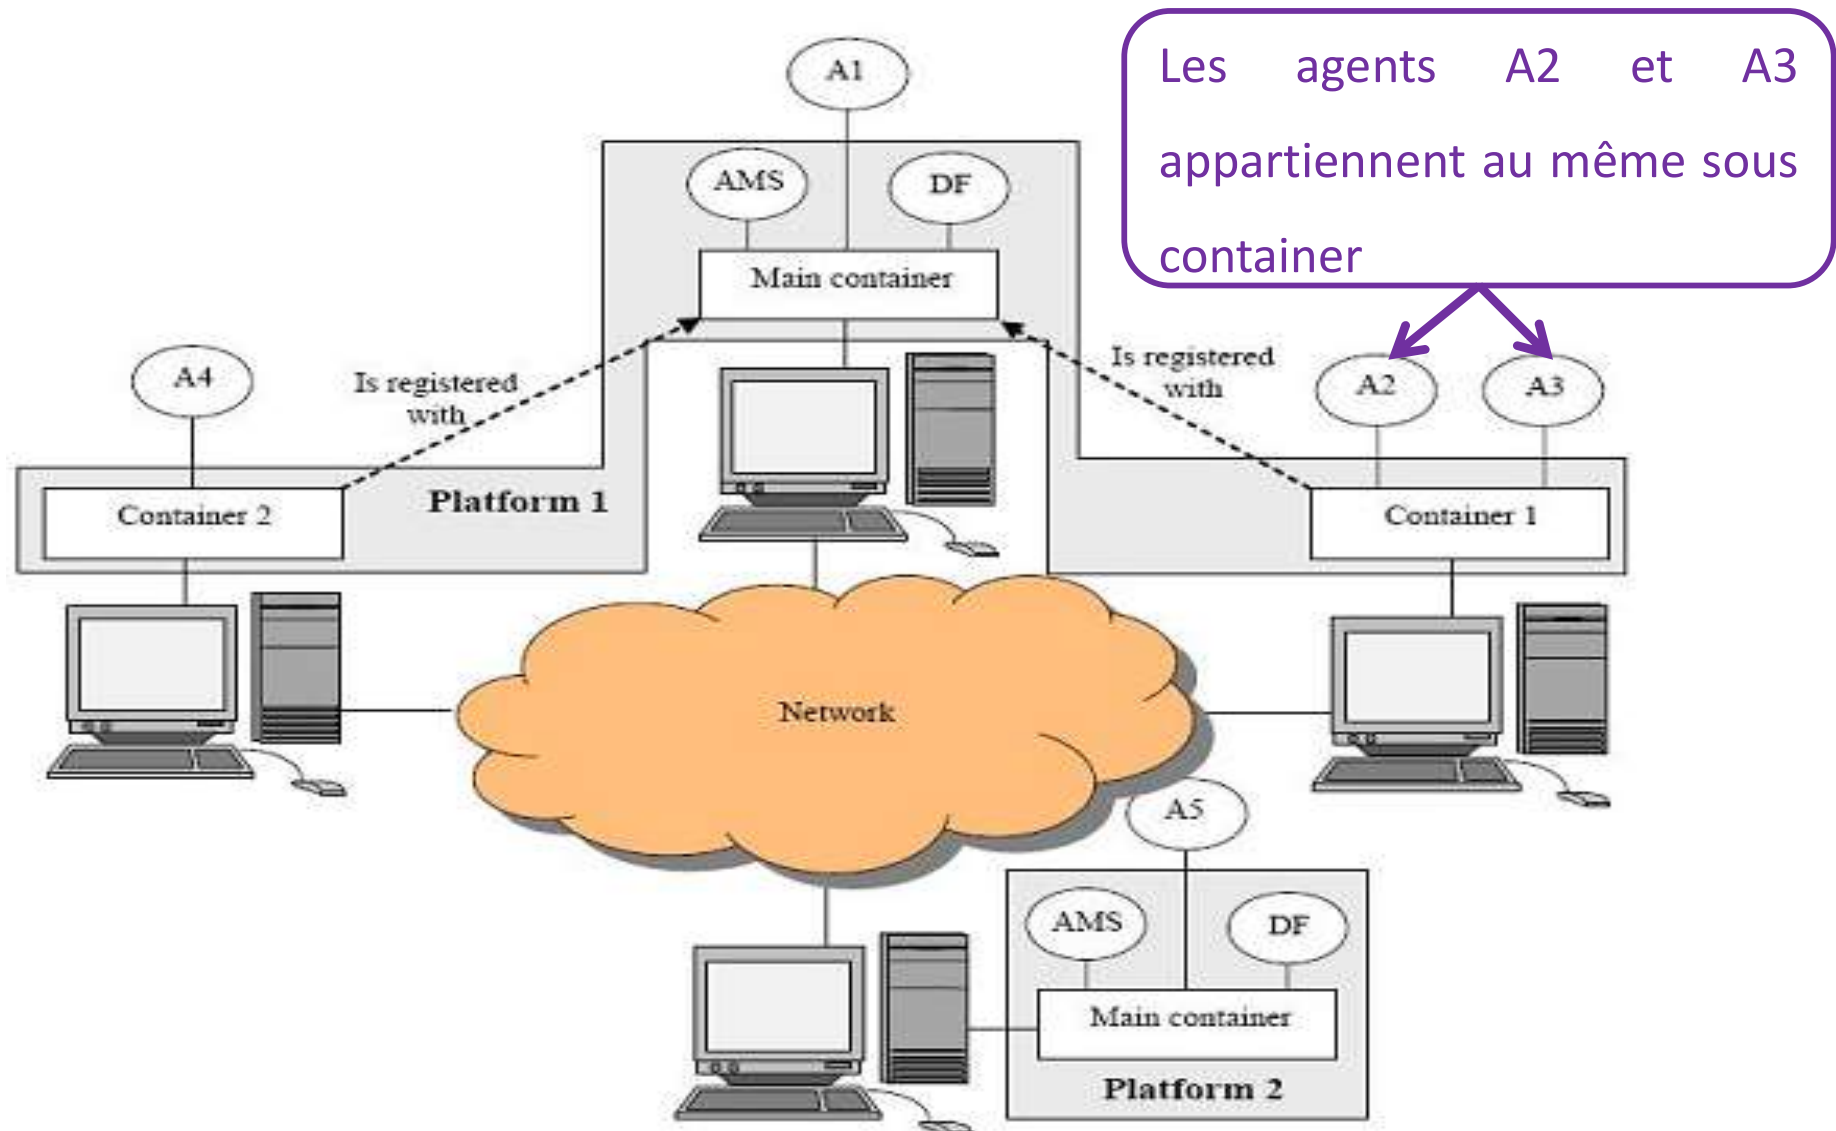 Les agents A2 et A3
appartiennent au même sous
container
A1
AMS
DF
Main container
A4
Is registered
with
Is registered
with
A2
A3
Container 2
Platform 1
Container 1
Network
A5
AMS
DF
Main container
Platform 2